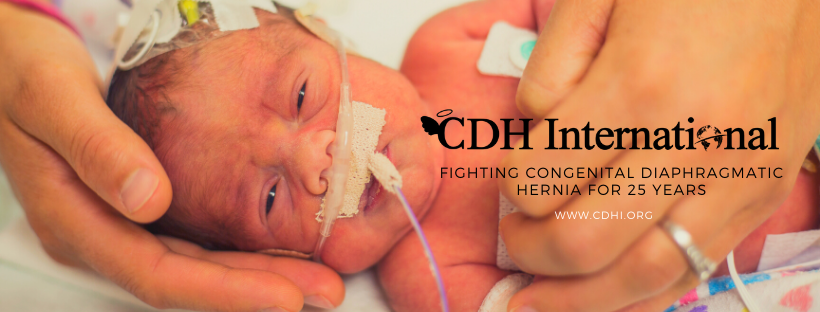 CDH International
FIGHTING CONGENITAL DIAPHRAGMATIC
HERNIA FOR 25 YEARS
WWW.CDHI.ORG